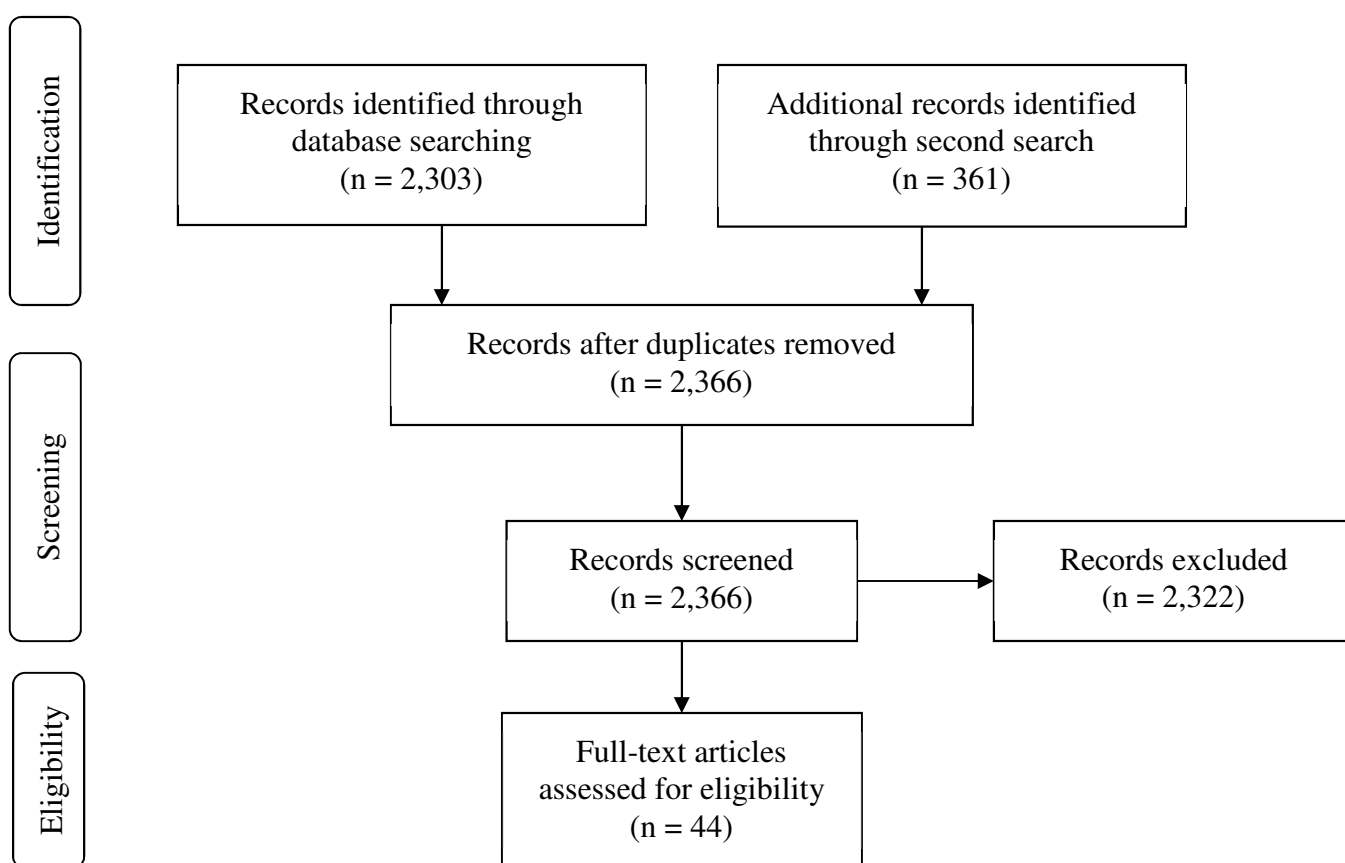 Identification
Records identified through
database searching
(n = 2,303)
Additional records identified
through second search
(n = 361)
Records after duplicates removed
(n = 2,366)
Screening
Records screened
(n = 2,366)
Records excluded
(n = 2,322)
Eligibility
Full-text articles
assessed for eligibility
(n = 44)